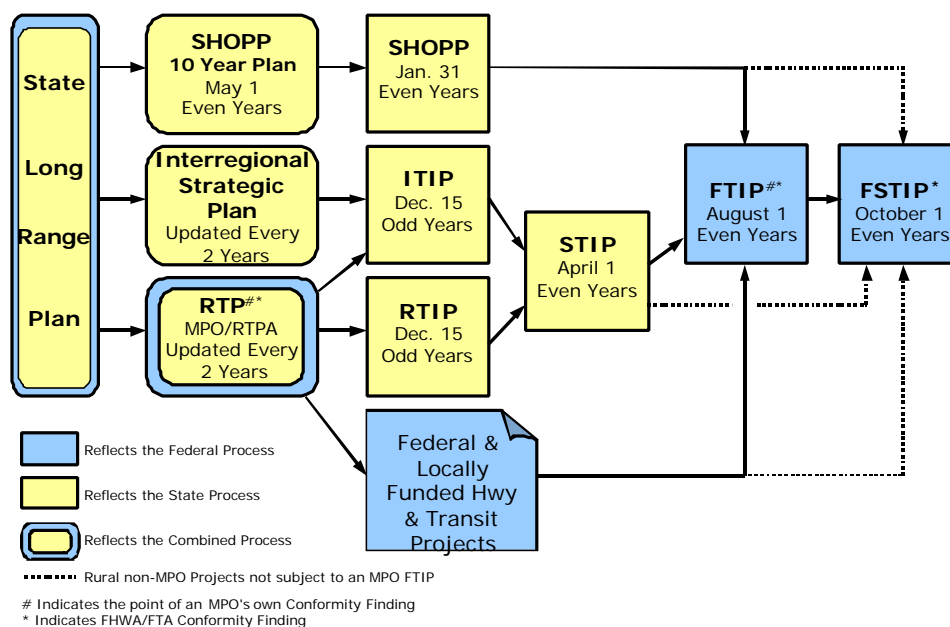 State
Long
Range
Plan
SHOPP
10 Year Plan
May 1
Even Years
SHOPP
Jan. 31
Even Years
Interregional
Strategic
Plan
Updated Every
2 Years
ITIP
Dec. 15
Odd Years
RTP#*
MPO/RTPA
Updated Every
2 Years
RTIP
Dec. 15
Odd Years
STIP
April 1
Even Years
FTIP#*
August 1
Even Years
FSTIP*
October 1
Even Years
Federal &
Locally
Funded Hwy
& Transit
Projects
Reflects the Federal Process
Reflects the State Process
Reflects the Combined Process
Rural non-MPO Projects not subject to an MPO FTIP
# Indicates the point of an MPO's own Conformity Finding
* Indicates FHWA/FTA Conformity Finding